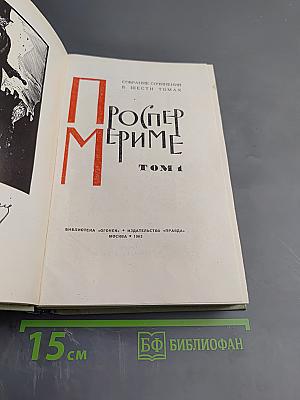 СОБРАНИЕ СОЧИНЕНИЙ
В ШЕСТИ ТОМАХ
ПРОСПЕР
МЕРИМЕ
ТОМ 1
БИБЛИОТЕКА «ОГОНЕК» • ИЗДАТЕЛЬСТВО «ПРАВДА»
МОСКВА • 1963
15 см
БФ БИБЛИОФАН